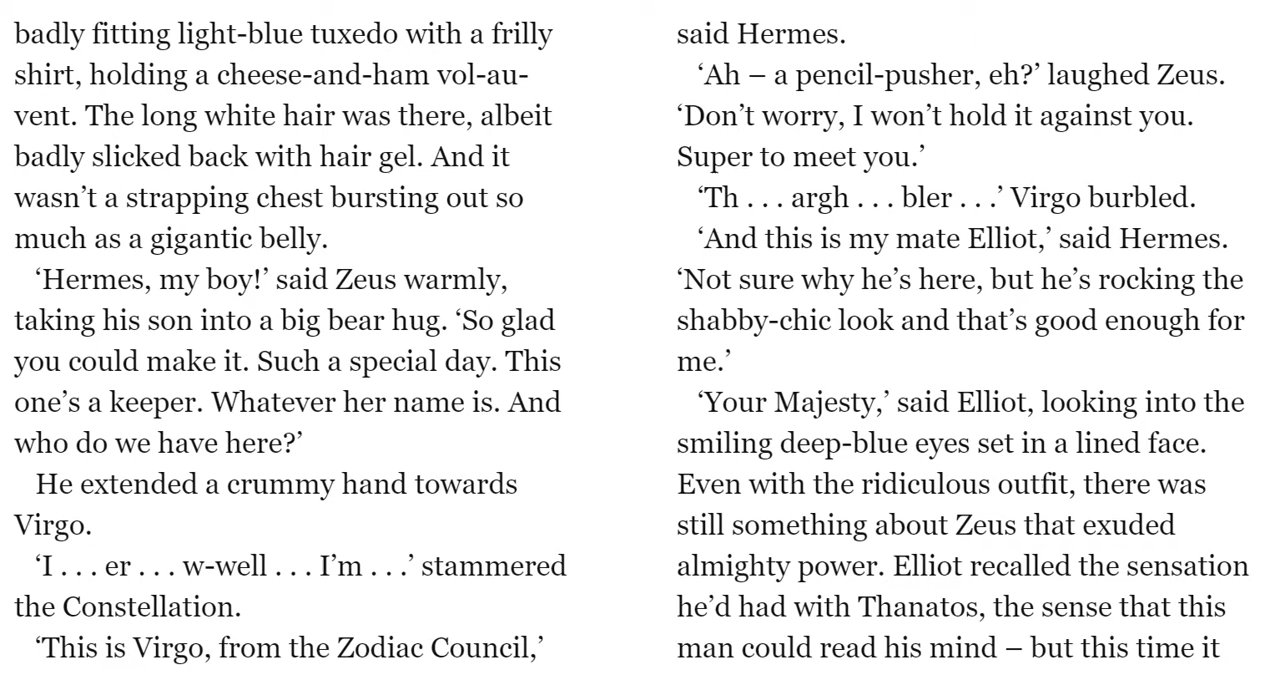 badly fitting light-blue tuxedo with a frilly
shirt, holding a cheese-and-ham vol-au-
vent. The long white hair was there, albeit
badly slicked back with hair gel. And it
wasn’t a strapping chest bursting out so
much as a gigantic belly.
‘Hermes, my boy!’ said Zeus warmly,
taking his son into a big bear hug. ‘So glad
you could make it. Such a special day. This
one’s a keeper. Whatever her name is. And
who do we have here?’
He extended a crummy hand towards
Virgo.
‘I . . . er . . . w-well . . . I’m . . .’ stammered
the Constellation.
‘This is Virgo, from the Zodiac Council,’
said Hermes.
‘Ah – a pencil-pusher, eh?’ laughed Zeus.
‘Don’t worry, I won’t hold it against you.
Super to meet you.’
‘Th . . . argh . . . bler . . .’ Virgo burbled.
‘And this is my mate Elliot,’ said Hermes.
‘Not sure why he’s here, but he’s rocking the
shabby-chic look and that’s good enough for
me.’
‘Your Majesty,’ said Elliot, looking into the
smiling deep-blue eyes set in a lined face.
Even with the ridiculous outfit, there was
still something about Zeus that exuded
almighty power. Elliot recalled the sensation
he’d had with Thanatos, the sense that this
man could read his mind – but this time it